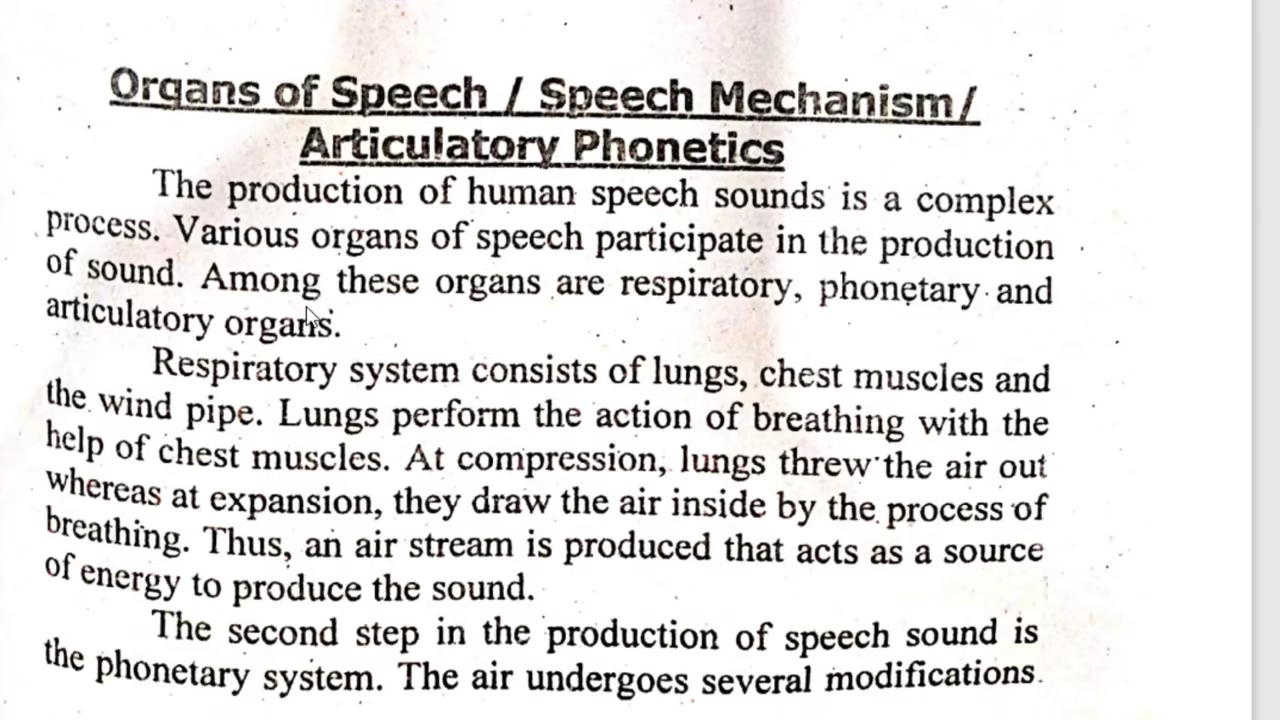 Organs of Speech / Speech Mechanism/
Articulatory Phonetics
The production of human speech sounds is a complex
process. Various organs of speech participate in the production
of sound. Among these organs are respiratory, phonetary and
articulatory organs.
Respiratory system consists of lungs, chest muscles and
the wind pipe. Lungs perform the action of breathing with the
help of chest muscles. At compression, lungs threw the air out
whereas at expansion, they draw the air inside by the process of
breathing. Thus, an air stream is produced that acts as a source
of energy to produce the sound.
The second step in the production of speech sound is
the phonetary system. The air undergoes several modifications